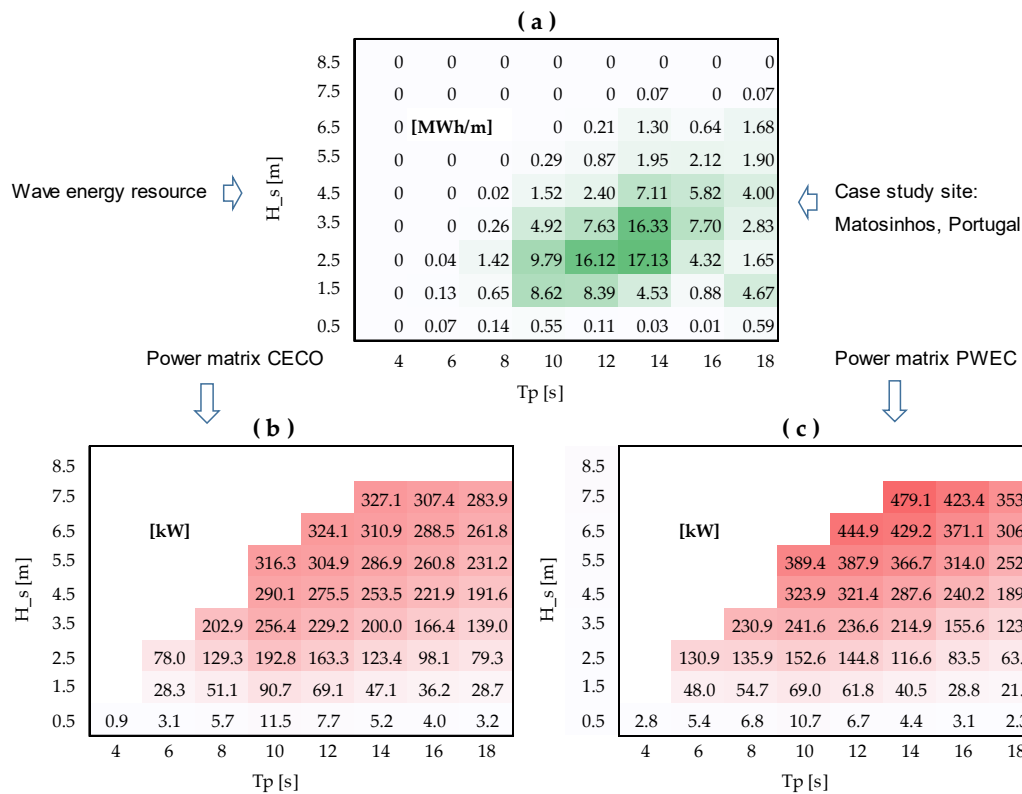 ( a )
8.5 0 0 0 0 0 0 0 0
7.5 0 0 0 0 0 0.07 0 0.07
6.5 0 [MWh/m] 0 0.21 1.30 0.64 1.68
5.5 0 0 0 0.29 0.87 1.95 2.12 1.90
Wave energy resource
H_s [m]
4.5 0 0 0.02 1.52 2.40 7.11 5.82 4.00
Case study site:
Matosinhos, Portugal
3.5 0 0 0.26 4.92 7.63 16.33 7.70 2.83
2.5 0 0.04 1.42 9.79 16.12 17.13 4.32 1.65
1.5 0 0.13 0.65 8.62 8.39 4.53 0.88 4.67
0.5 0 0.07 0.14 0.55 0.11 0.03 0.01 0.59
4 6 8 10 12 14 16 18
Tp [s]
Power matrix CECO
Power matrix PWEC
( b )
8.5
7.5 327.1 307.4 283.9
6.5 [kW] 324.1 310.9 288.5 261.8
5.5 316.3 304.9 286.9 260.8 231.2
H_s [m]
4.5 290.1 275.5 253.5 221.9 191.6
3.5 202.9 256.4 229.2 200.0 166.4 139.0
2.5 78.0 129.3 192.8 163.3 123.4 98.1 79.3
1.5 28.3 51.1 90.7 69.1 47.1 36.2 28.7
0.5 0.9 3.1 5.7 11.5 7.7 5.2 4.0 3.2
4 6 8 10 12 14 16 18
Tp [s]
( c )
8.5
7.5 479.1 423.4 353
6.5 [kW] 444.9 429.2 371.1 306
5.5 389.4 387.9 366.7 314.0 252
H_s [m]
4.5 323.9 321.4 287.6 240.2 189
3.5 230.9 241.6 236.6 214.9 155.6 123
2.5 130.9 135.9 152.6 144.8 116.6 83.5 63.
1.5 48.0 54.7 69.0 61.8 40.5 28.8 21.
0.5 2.8 5.4 6.8 10.7 6.7 4.4 3.1 2.3
4 6 8 10 12 14 16 18
Tp [s]